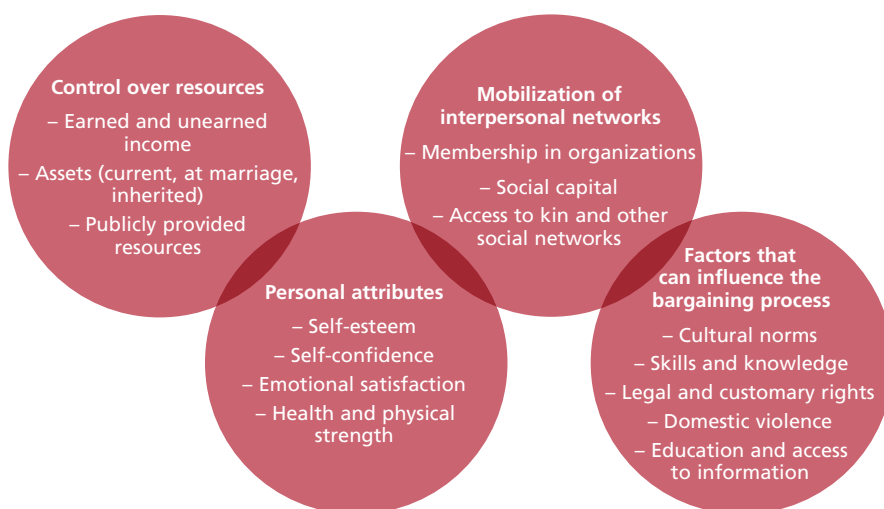 Control over resources
– Earned and unearned
income
– Assets (current, at marriage,
inherited)
– Publicly provided
resources
Personal attributes
– Self-esteem
– Self-confidence
– Emotional satisfaction
– Health and physical
strength
Mobilization of
interpersonal networks
– Membership in organizations
– Social capital
– Access to kin and other
social networks
Factors that
can influence the
bargaining process
– Cultural norms
– Skills and knowledge
– Legal and customary rights
– Domestic violence
– Education and access
to information